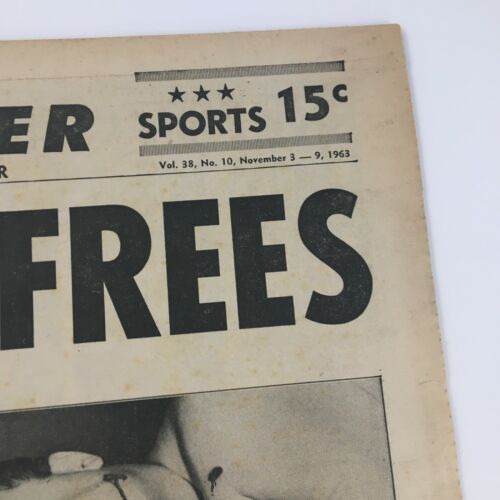 ★★★
ER SPORTS 15c
R
Vol. 38, No. 10, November 3 — 9, 1963
FREES